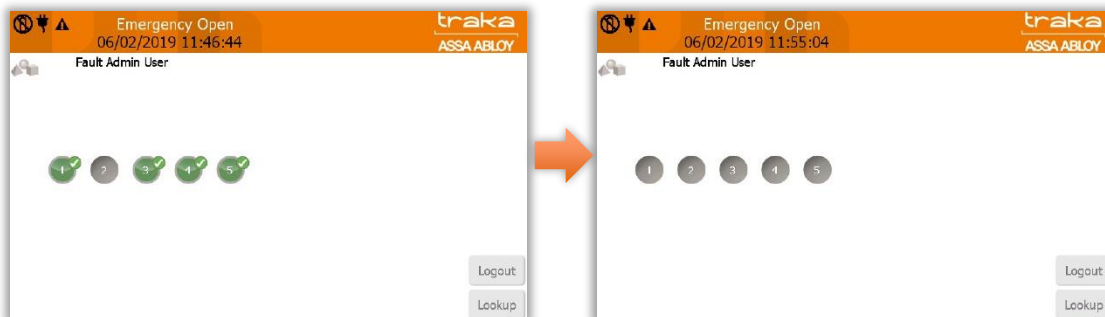 Emergency Open
06/02/2019 11:46:44
traka
ASSA ABLOY
Fault Admin User
1 2 3 4 5
Logout
Lookup
Emergency Open
06/02/2019 11:55:04
traka
ASSA ABLOY
Fault Admin User
1 2 3 4 5
Logout
Lookup